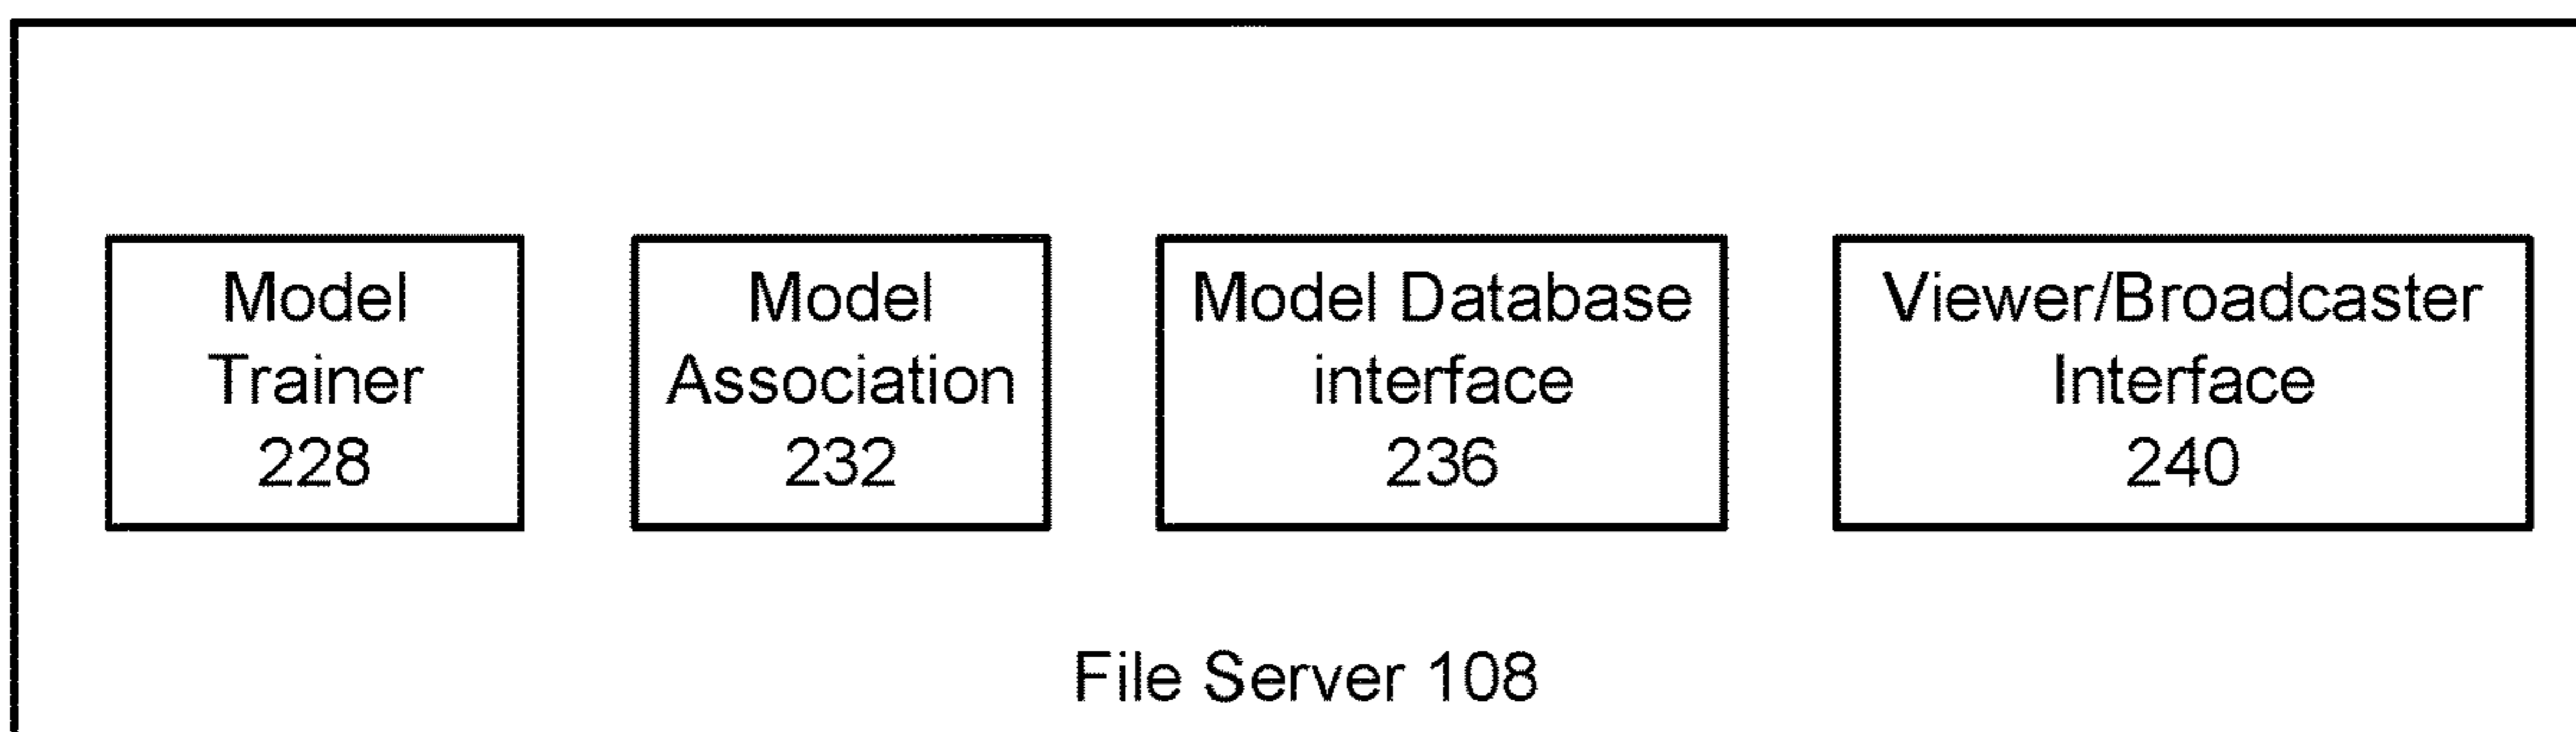 Model
Trainer
228
Model
Association
232
Model Database
interface
236
Viewer/Broadcaster
Interface
240
File Server 108